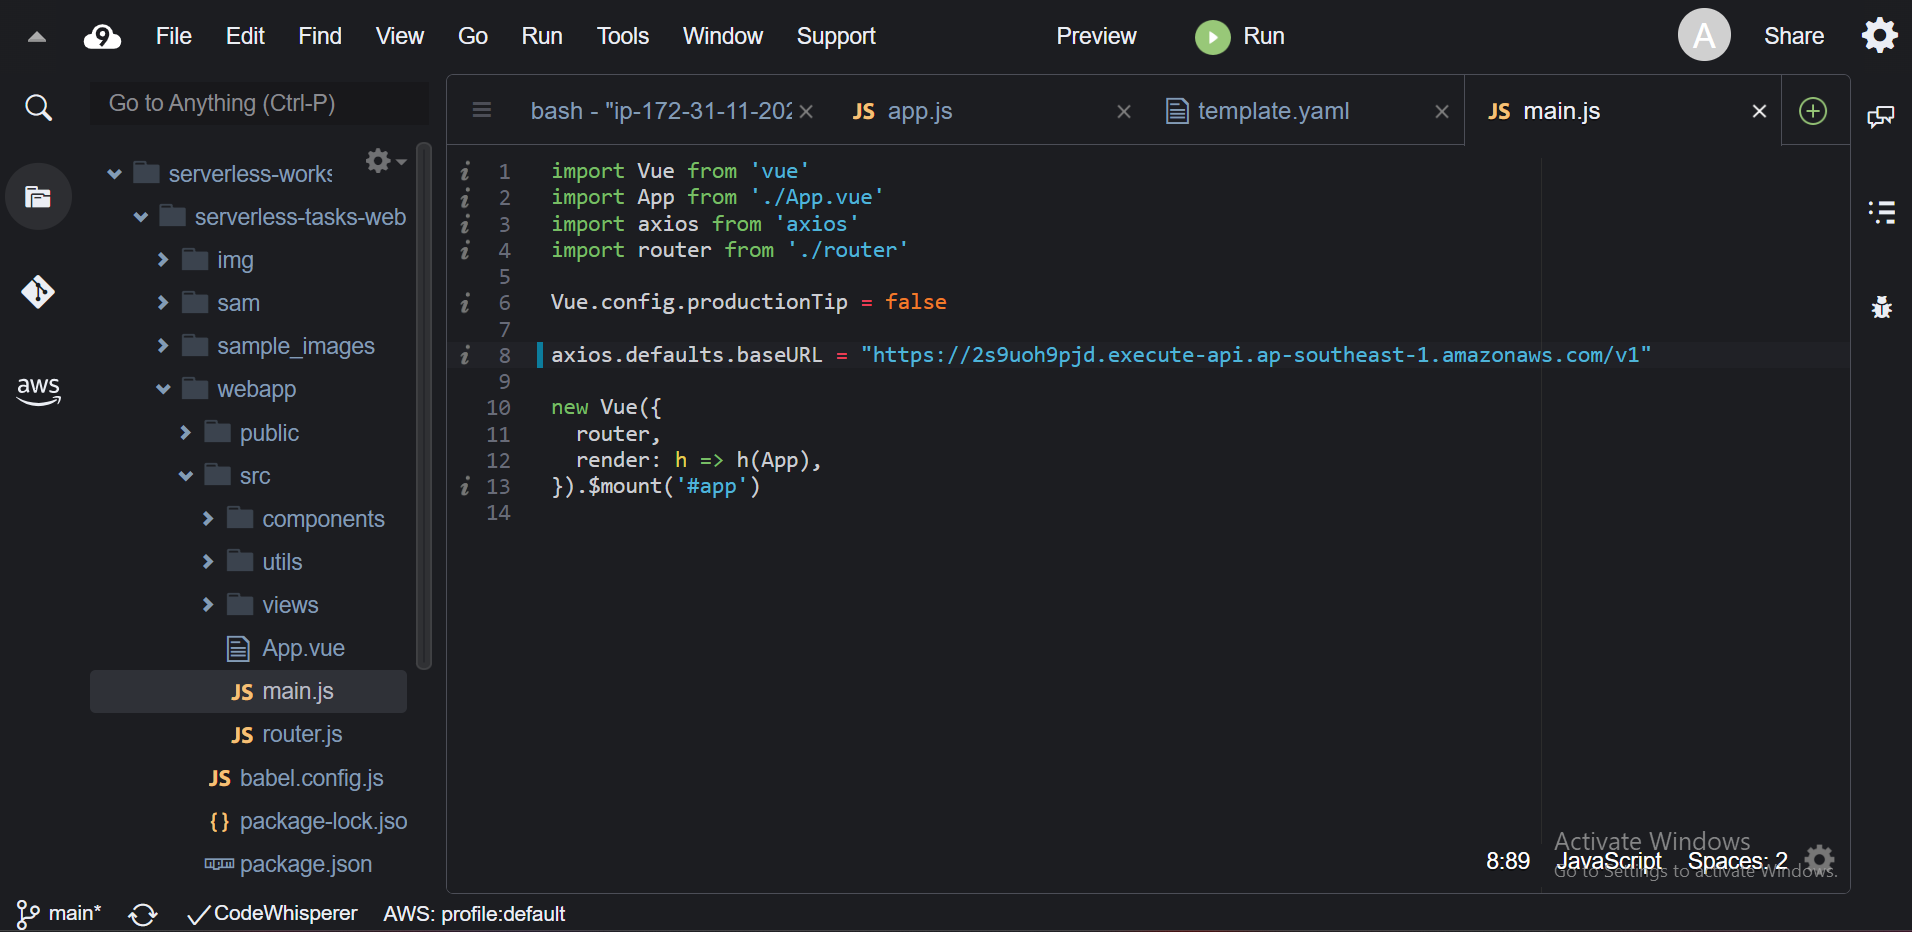 File Edit Find View Go Run Tools Window Support Preview Run A Share
Go to Anything (Ctrl-P)
bash - "ip-172-31-11-202
JS app.js
template.yaml
JS main.js
serverless-works
serverless-tasks-web
img
sam
sample_images
webapp
public
src
components
utils
views
App.vue
JS main.js
JS router.js
JS babel.config.js
{} package-lock.jso
package.json
aws
1 import Vue from 'vue'
2 import App from './App.vue'
3 import axios from 'axios'
4 import router from './router'
5
6 Vue.config.productionTip = false
7
8 axios.defaults.baseURL = "https://2s9uoh9pjd.execute-api.ap-southeast-1.amazonaws.com/v1"
9
10 new Vue({
11 router,
12 render: h => h(App),
13 }).$mount('#app')
14
Activate Windows
Go to Settings to activate Windows.
8:89 JavaScript Spaces: 2
main* CodeWhisperer AWS: profile:default